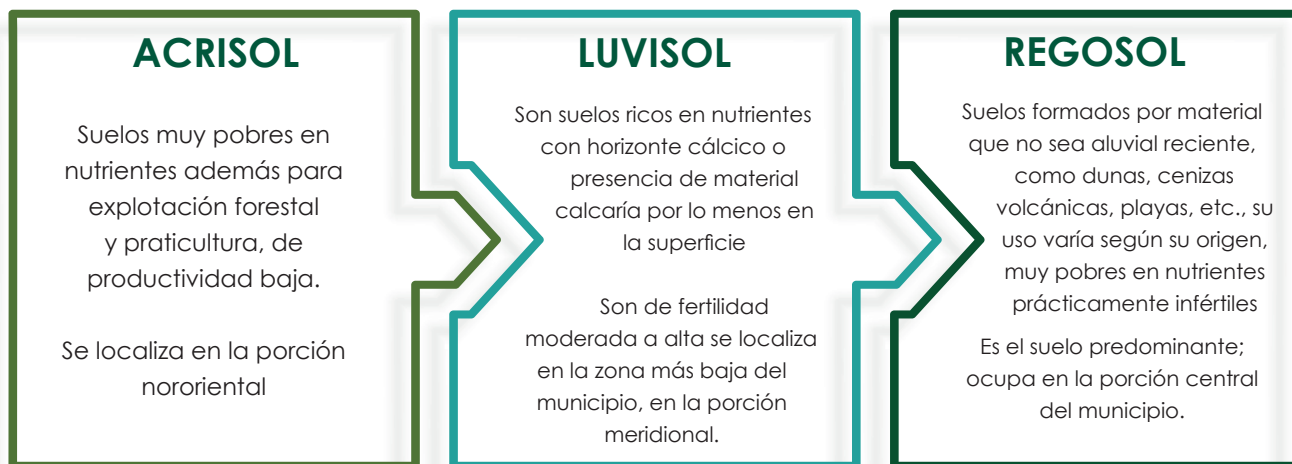 ACRISOL
Suelos muy pobres en
nutrientes además para
explotación forestal
y praticultura, de
productividad baja.
Se localiza en la porción
nororiental
LUVISOL
Son suelos ricos en nutrientes
con horizonte cálcico o
presencia de material
calcaría por lo menos en
la superficie
Son de fertilidad
moderada a alta se localiza
en la zona más baja del
municipio, en la porción
meridional.
REGOSOL
Suelos formados por material
que no sea aluvial reciente,
como dunas, cenizas
volcánicas, playas, etc., su
uso varía según su origen,
muy pobres en nutrientes
prácticamente infértiles
Es el suelo predominante;
ocupa en la porción central
del municipio.